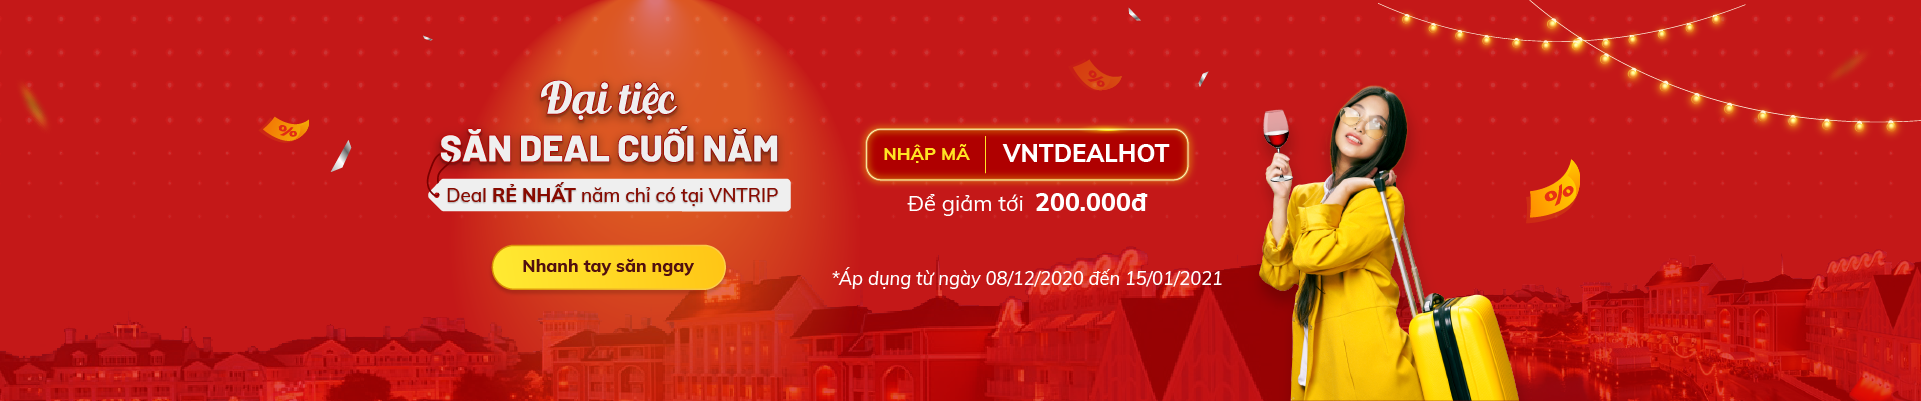 Đại tiệc
SĂN DEAL CUỐI NĂM
Deal RẺ NHẤT năm chỉ có tại VNTRIP
Nhanh tay săn ngay
NHẬP MÃ VNTDEALHOT
Để giảm tới 200.000đ
*Áp dụng từ ngày 08/12/2020 đến 15/01/2021
%
%
%